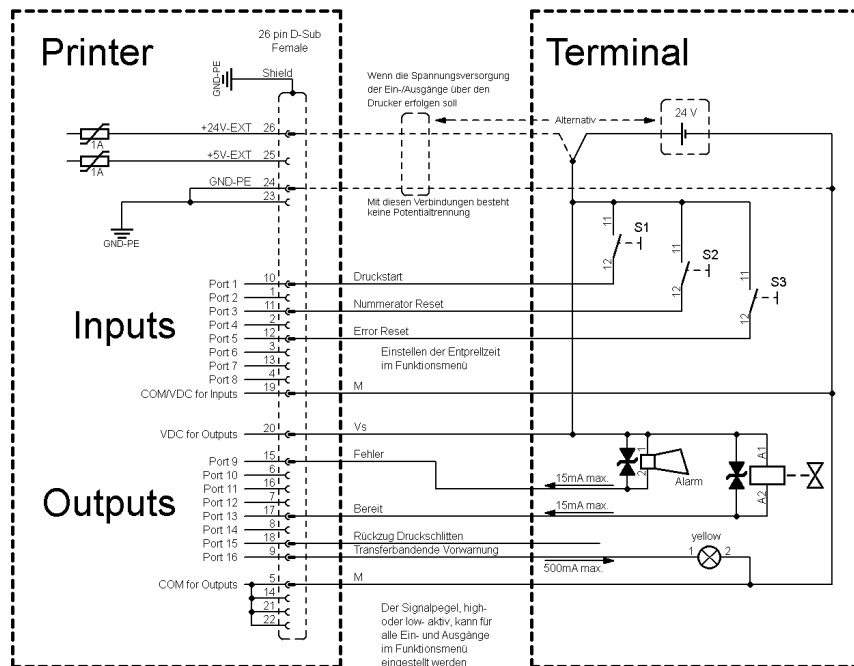 Printer
26 pin D-Sub
Female
Terminal
GND-PE
Shield
Wenn die Spannungsversorgung
der Ein-/Ausgänge über den
Drucker erfolgen soll
Alternativ
24 V
+24V-EXT 26
1A
+5V-EXT 25
1A
GND-PE 24
23
GND-PE
Mit diesen Verbindungen besteht
keine Potentialtrennung
11
S1
12
11
S2
12
11
S3
12
Inputs
Port 1 10 Druckstart
Port 2 1
Port 3 11 Nummerator Reset
Port 4 2
Port 5 12 Error Reset
Port 6 3
Port 7 13
Port 8 4
COM/VDC for Inputs 19 M
Einstellen der Entprellzeit
im Funktionsmenü
VDC for Outputs 20 Vs
Outputs
Port 9 15 Fehler
Port 10 6
Port 11 16
Port 12 7
Port 13 17 Bereit
Port 14 8
Port 15 18 Rückzug Druckschlitten
Port 16 9 Transferbandende Vorwarnung
15mA max.
1
2
Alarm
A1
A2
15mA max.
yellow
1 2
500mA max.
COM for Outputs 5 M
14
21
22
Der Signalpegel, high-
oder low- aktiv, kann für
alle Ein- und Ausgänge
im Funktionsmenü
eingestellt werden